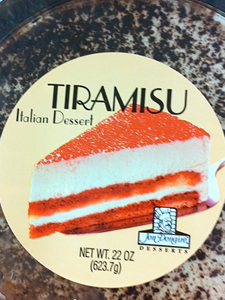 TIRAMISU
Italian Dessert
NET WT. 22 OZ
(623.7g)
DESSERTS